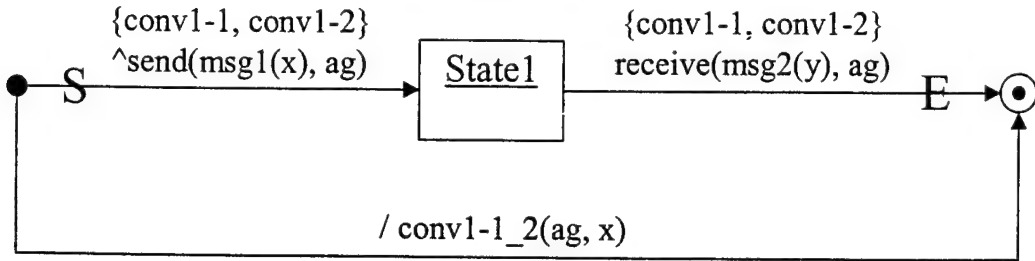 {conv1-1, conv1-2}
^send(msg1(x), ag)
S
State1
{conv1-1, conv1-2}
receive(msg2(y), ag)
E
/ conv1-1_2(ag, x)